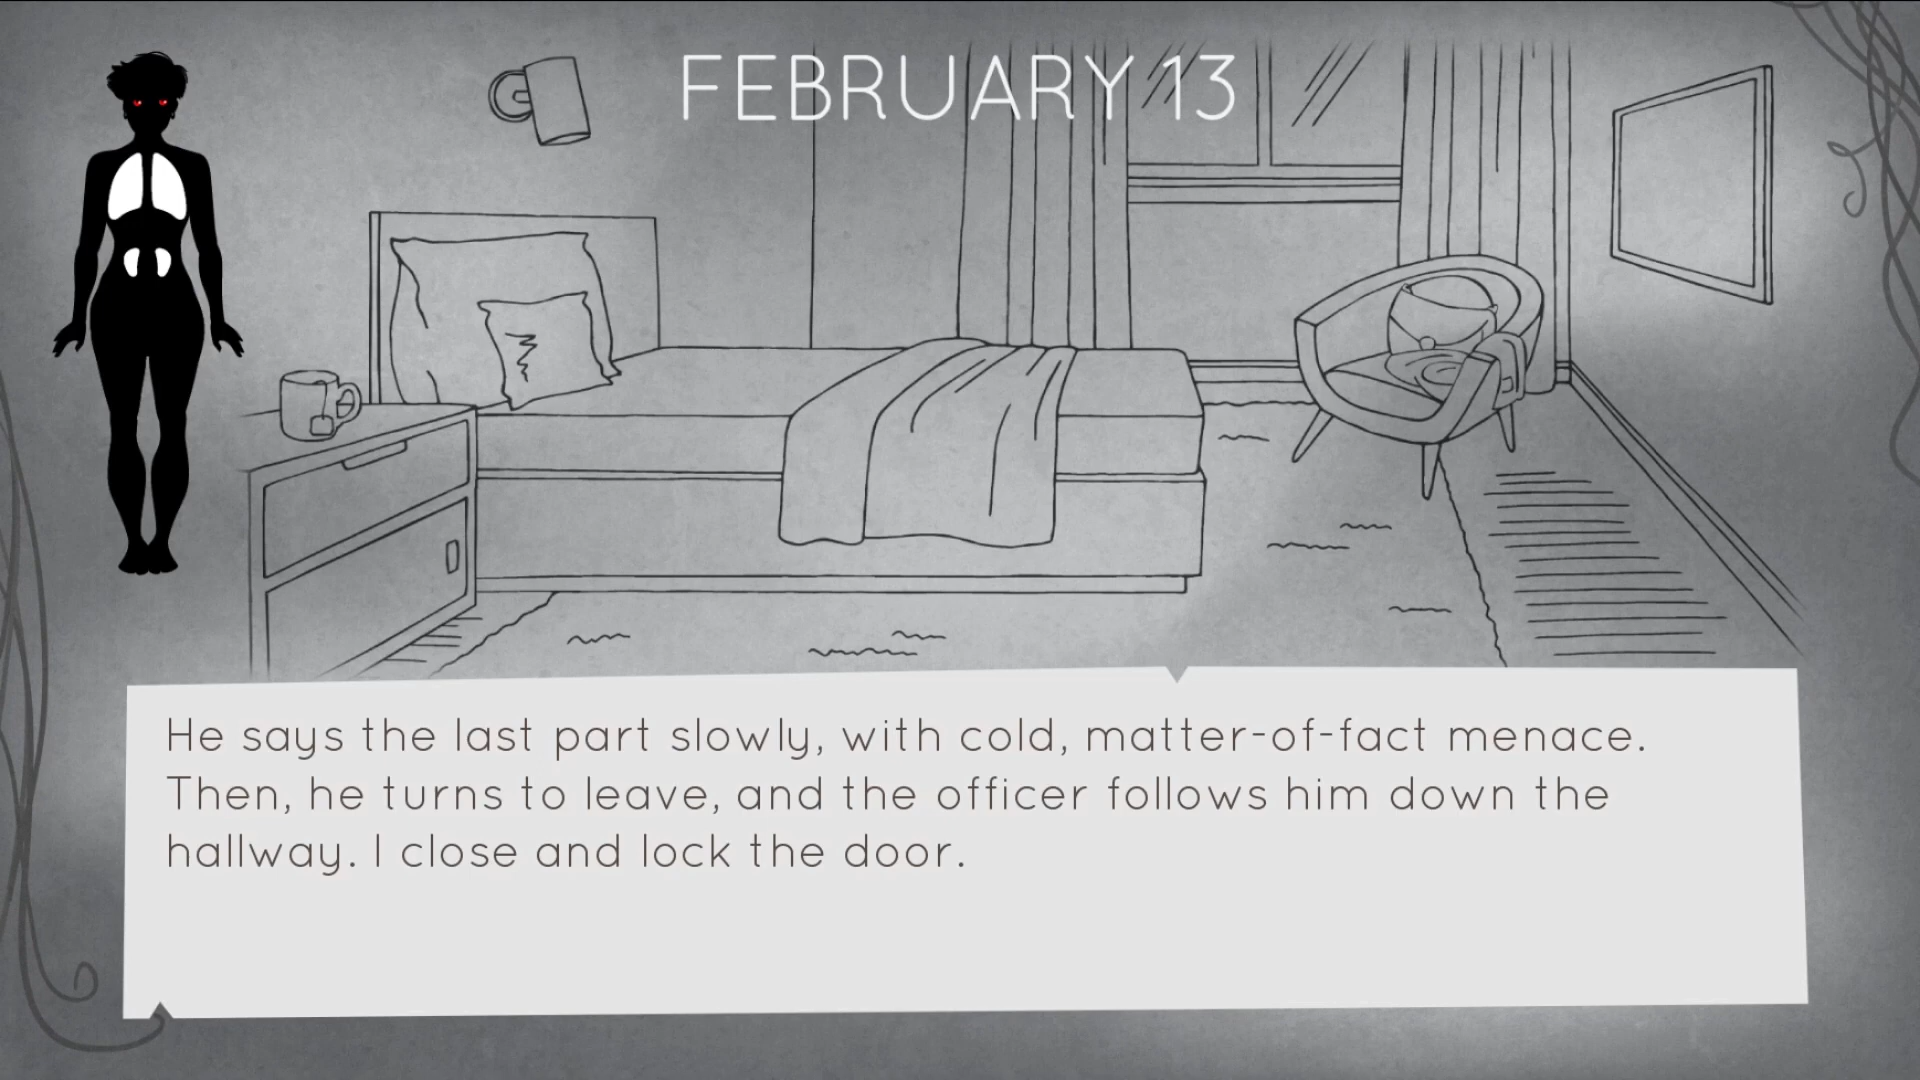 FEBRUARY 13
He says the last part slowly, with cold, matter-of-fact menace.
Then, he turns to leave, and the officer follows him down the
hallway. I close and lock the door.